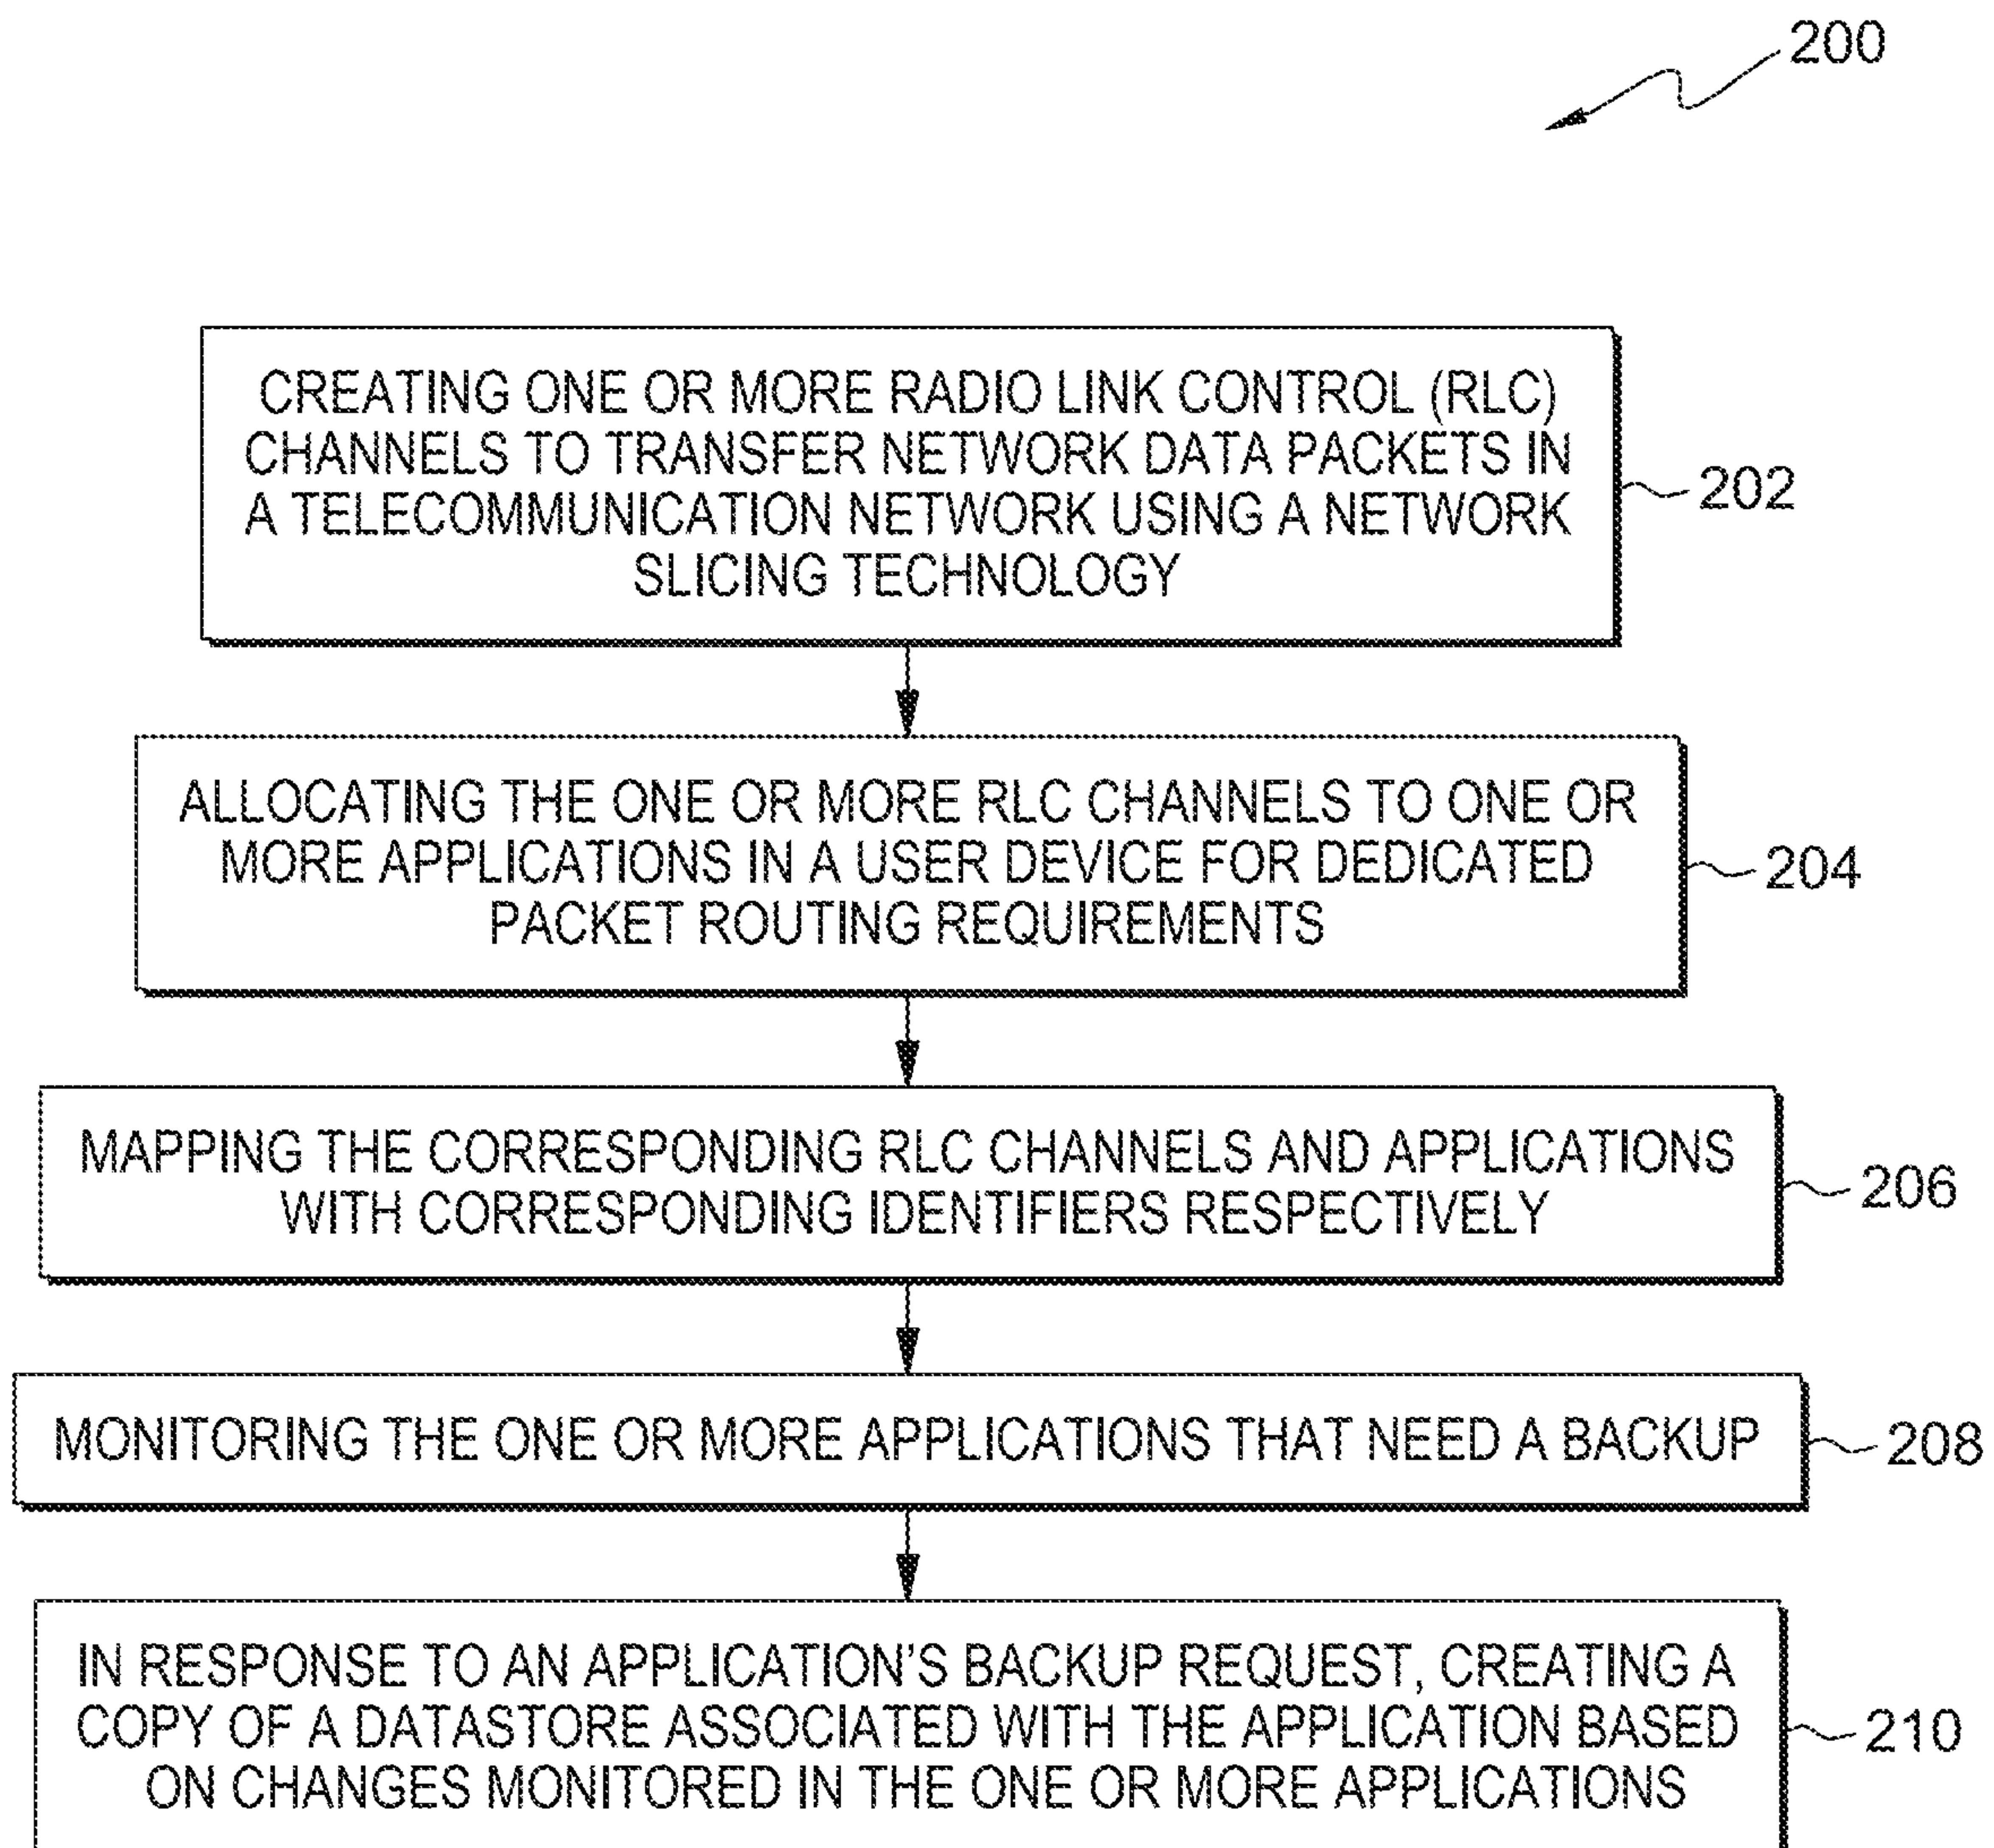 200
CREATING ONE OR MORE RADIO LINK CONTROL (RLC)
CHANNELS TO TRANSFER NETWORK DATA PACKETS IN
A TELECOMMUNICATION NETWORK USING A NETWORK
SLICING TECHNOLOGY
202
ALLOCATING THE ONE OR MORE RLC CHANNELS TO ONE OR
MORE APPLICATIONS IN A USER DEVICE FOR DEDICATED
PACKET ROUTING REQUIREMENTS
204
MAPPING THE CORRESPONDING RLC CHANNELS AND APPLICATIONS
WITH CORRESPONDING IDENTIFIERS RESPECTIVELY
206
MONITORING THE ONE OR MORE APPLICATIONS THAT NEED A BACKUP
208
IN RESPONSE TO AN APPLICATION'S BACKUP REQUEST, CREATING A
COPY OF A DATASTORE ASSOCIATED WITH THE APPLICATION BASED
ON CHANGES MONITORED IN THE ONE OR MORE APPLICATIONS
210